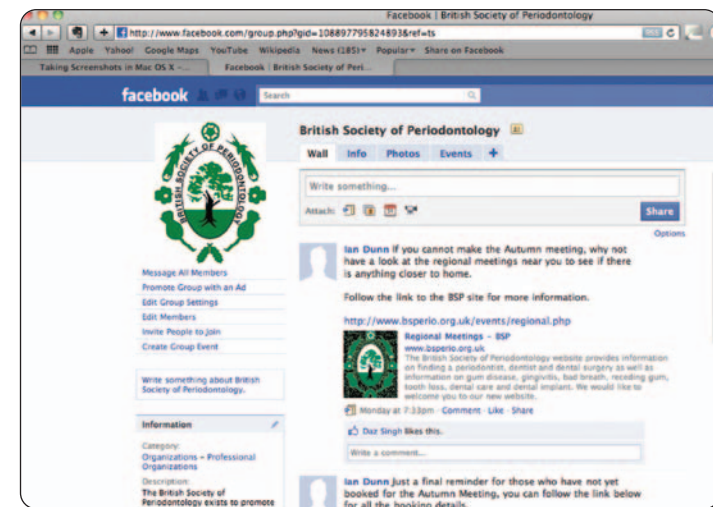 Facebook | British Society of Periodontology
http://www.facebook.com/group.php?gid=108897795824893&ref=ts
RSS
Apple Yahoo! Google Maps YouTube Wikipedia News (185) Popular Share on Facebook
Taking Screenshots in Mac OS X - ... Facebook | British Society of Peri...
facebook Search
BRITISH SOCIETY OF PERIODONTOLOGY
British Society of Periodontology
Wall Info Photos Events +
Write something...
Attach: 31 Share
Options
Message All Members
Promote Group with an Ad
Edit Group Settings
Edit Members
Invite People to Join
Create Group Event
Write something about British
Society of Periodontology.
Information
Category:
Organizations – Professional
Organizations
Description:
The British Society of
Periodontology exists to promote
Ian Dunn If you cannot make the Autumn meeting, why not
have a look at the regional meetings near you to see if there
is anything closer to home.
Follow the link to the BSP site for more information.
http://www.bsperio.org.uk/events/regional.php
Regional Meetings – BSP
www.bsperio.org.uk
The British Society of Periodontology website provides information
on finding a periodontist, dentist and dental surgery as well as
information on gum disease, gingivitis, bad breath, receding gum,
tooth loss, dental care and dental implant. We would like to
welcome you to our new website.
Monday at 7:33pm · Comment · Like · Share
Daz Singh likes this.
Write a comment...
Ian Dunn Just a final reminder for those who have not yet
booked for the Autumn Meeting, you can follow the link below
for all the booking details.